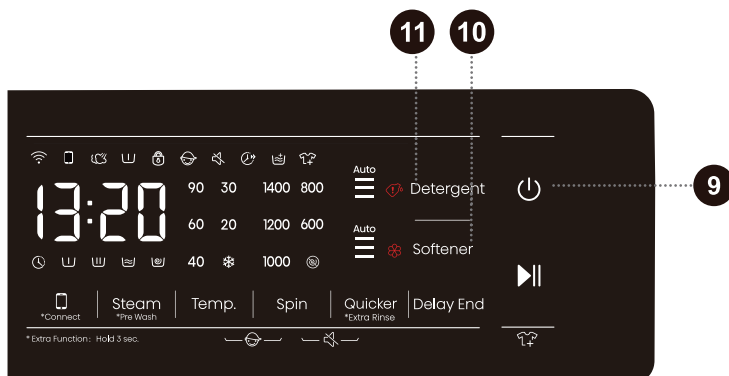 11 10
Auto
Detergent
13:20
90 30 1400 800
9
60 20 1200 600
Auto
Softener
40 1000
Steam Temp. Spin Quicker Delay End
*Connect *Pre Wash *Extra Rinse
* Extra Function: Hold 3 sec.